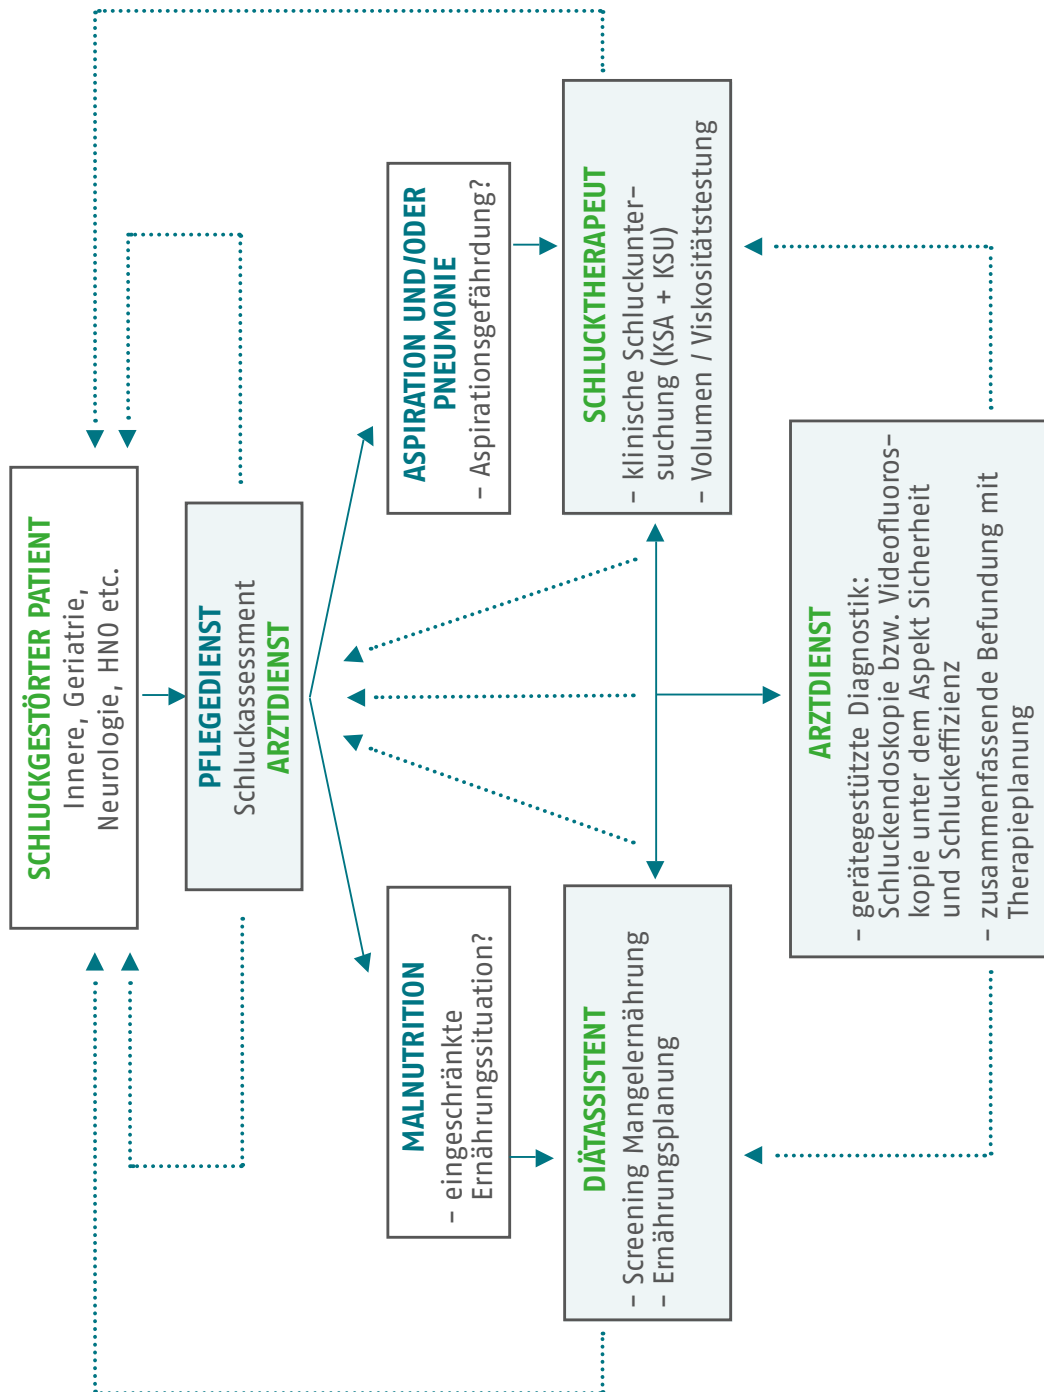 SCHLUCKGESTÖRTER PATIENT
Innere, Geriatrie,
Neurologie, HNO etc.
PFLEGEDIENST
Schluckassessment
ARZTDIENST
MALNUTRITION
– eingeschränkte
Ernährungssituation?
ASPIRATION UND/ODER
PNEUMONIE
– Aspirationsgefährdung?
DIÄTASSISTENT
– Screening Mangelernährung
– Ernährungsplanung
SCHLUCKTHERAPEUT
– klinische Schluckunter-
suchung (KSA + KSU)
– Volumen / Viskositätstestung
ARZTDIENST
– gerätegestützte Diagnostik:
Schluckendoskopie bzw. Videofluoros-
kopie unter dem Aspekt Sicherheit
und Schluckeffizienz
– zusammenfassende Befundung mit
Therapieplanung